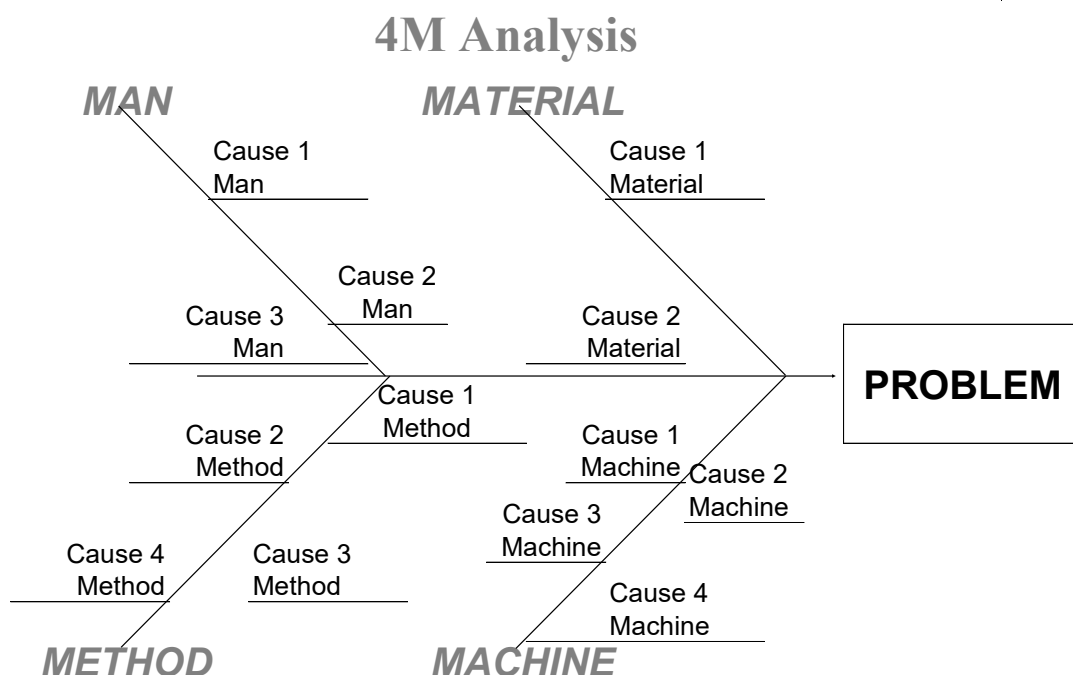 4M Analysis
MAN
MATERIAL
Cause 1
Man
Cause 1
Material
Cause 2
Man
Cause 3
Man
Cause 2
Material
PROBLEM
Cause 1
Method
Cause 2
Method
Cause 1
Machine
Cause 2
Machine
Cause 3
Machine
Cause 4
Method
Cause 3
Method
Cause 4
Machine
METHOD
MACHINE